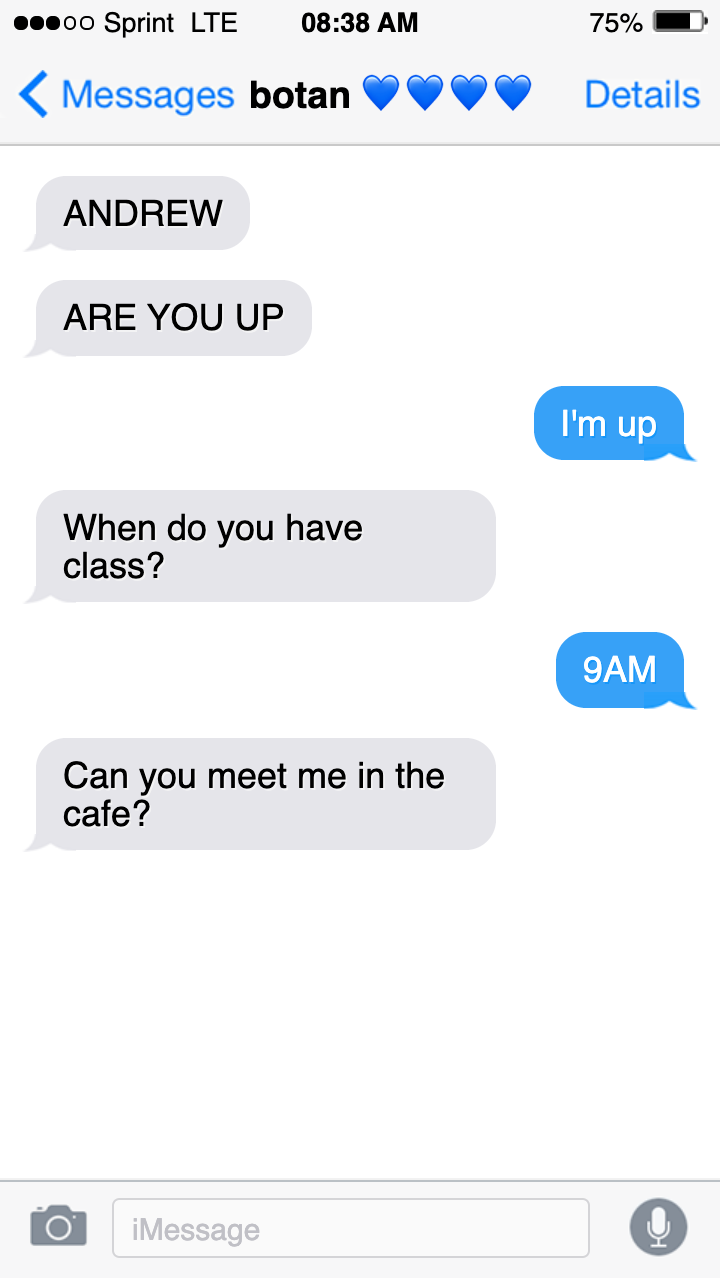 Sprint LTE 08:38 AM 75%
Messages botan 💙💙💙💙 Details
ANDREW
ARE YOU UP
I'm up
When do you have
class?
9AM
Can you meet me in the
cafe?
iMessage